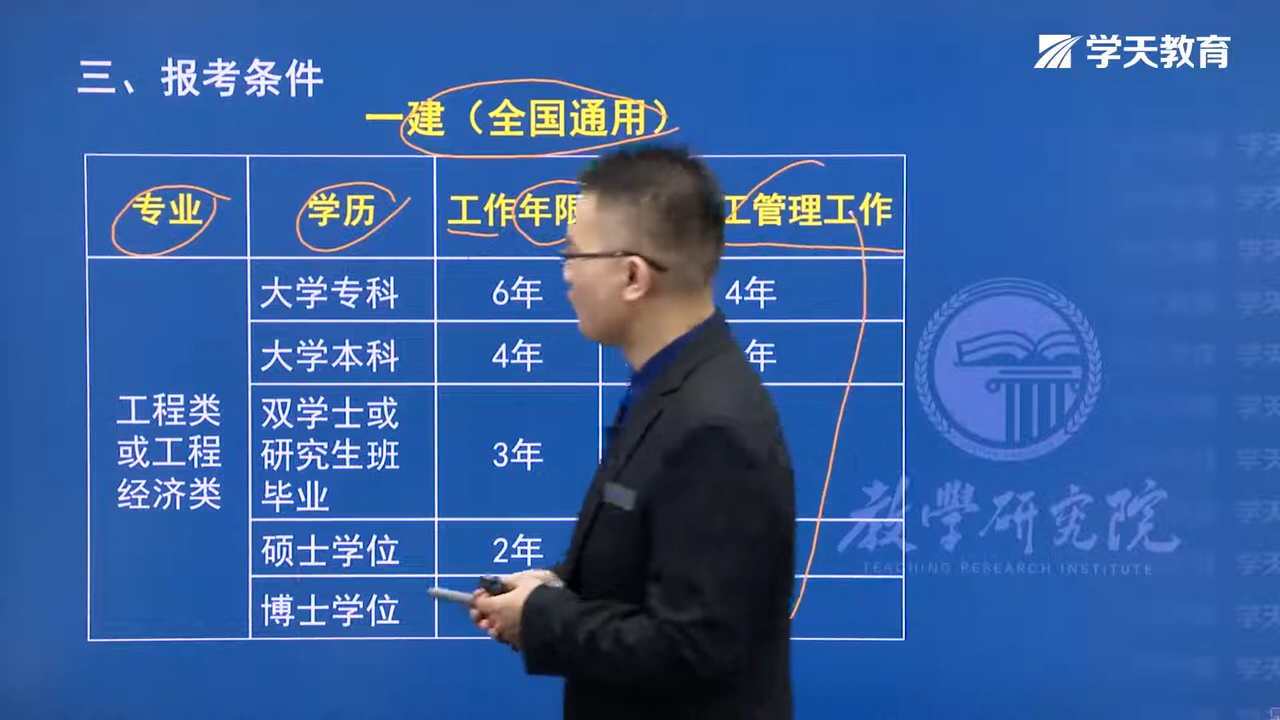 三、报考条件
学天教育
一建（全国通用）
专业
学历
工作年限
工管理工作
大学专科
6年
4年
大学本科
4年
年
工程类
或工程
经济类
双学士或
研究生班
毕业
3年
硕士学位
2年
博士学位
教學研究院
TEACHING RESEARCH INSTITUTE